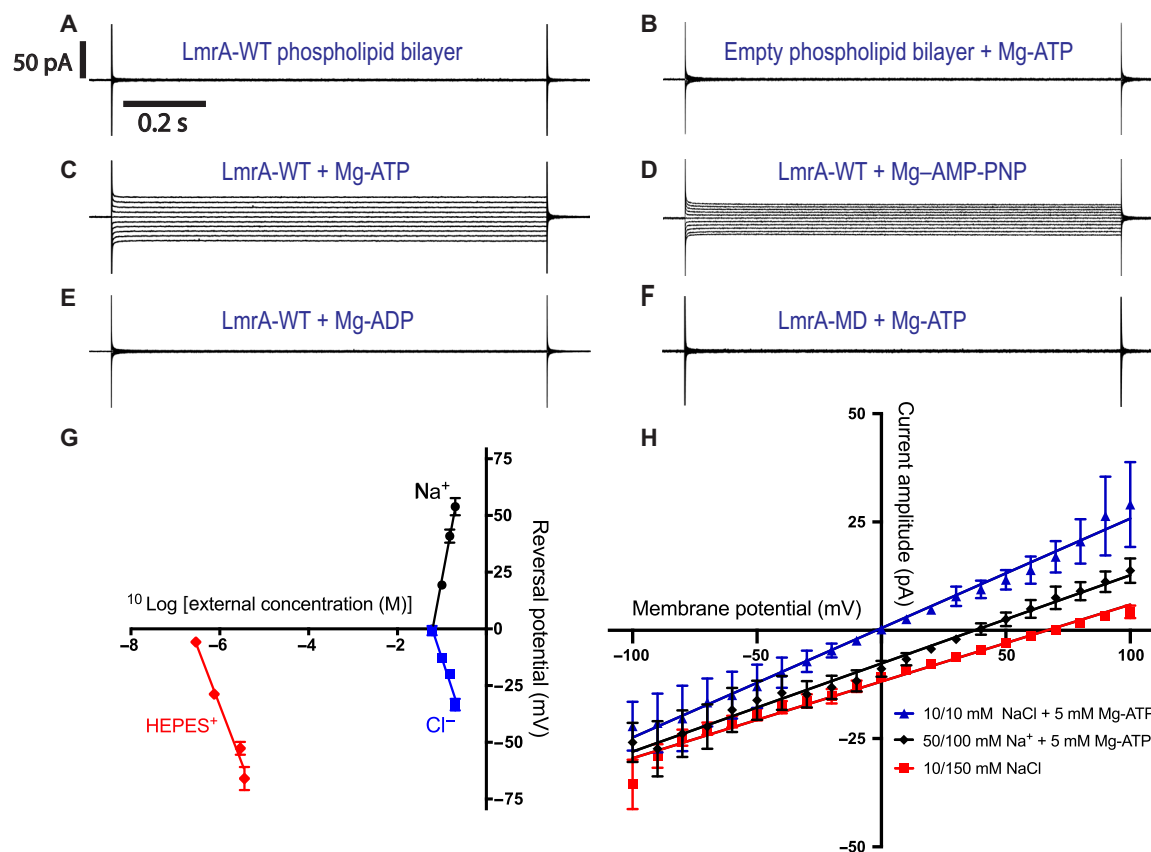 A
LmrA-WT phospholipid bilayer
50 pA
0.2 s
B
Empty phospholipid bilayer + Mg-ATP
C
LmrA-WT + Mg-ATP
D
LmrA-WT + Mg–AMP-PNP
E
LmrA-WT + Mg-ADP
F
LmrA-MD + Mg-ATP
G
75
50
25
0
−25
−50
−75
Na⁺
¹⁰ Log [external concentration (M)]
−8
−6
−4
−2
HEPES⁺
Cl⁻
Reversal potential (mV)
H
50
25
−25
−50
Current amplitude (pA)
Membrane potential (mV)
−100
−50
50
100
10/10 mM NaCl + 5 mM Mg-ATP
50/100 mM Na⁺ + 5 mM Mg-ATP
10/150 mM NaCl